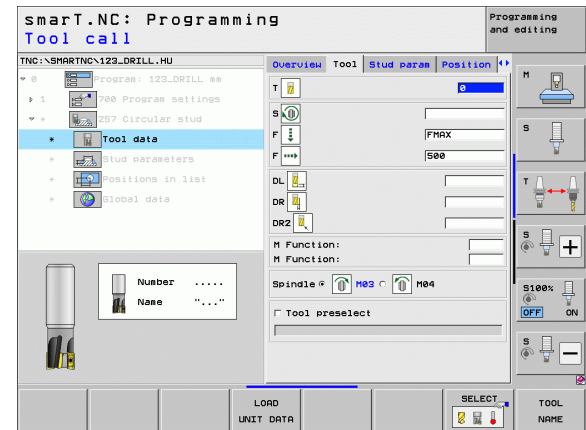 smarT.NC: Programming
Tool call
Programming
and editing
TNC:\SMARTNC\123_DRILL.HU
0 Program: 123_DRILL mm
1 700 Program settings
* 257 Circular stud
* Tool data
* Stud parameters
* Positions in list
* Global data
Number .....
Name "..."
Overview Tool Stud param Position
T 0
S
F FMAX
F 500
DL
DR
DR2
M Function:
M Function:
Spindle M03 M04
Tool preselect
M
S
T
S
S100%
OFF ON
S
LOAD
UNIT DATA
SELECT
TOOL
NAME